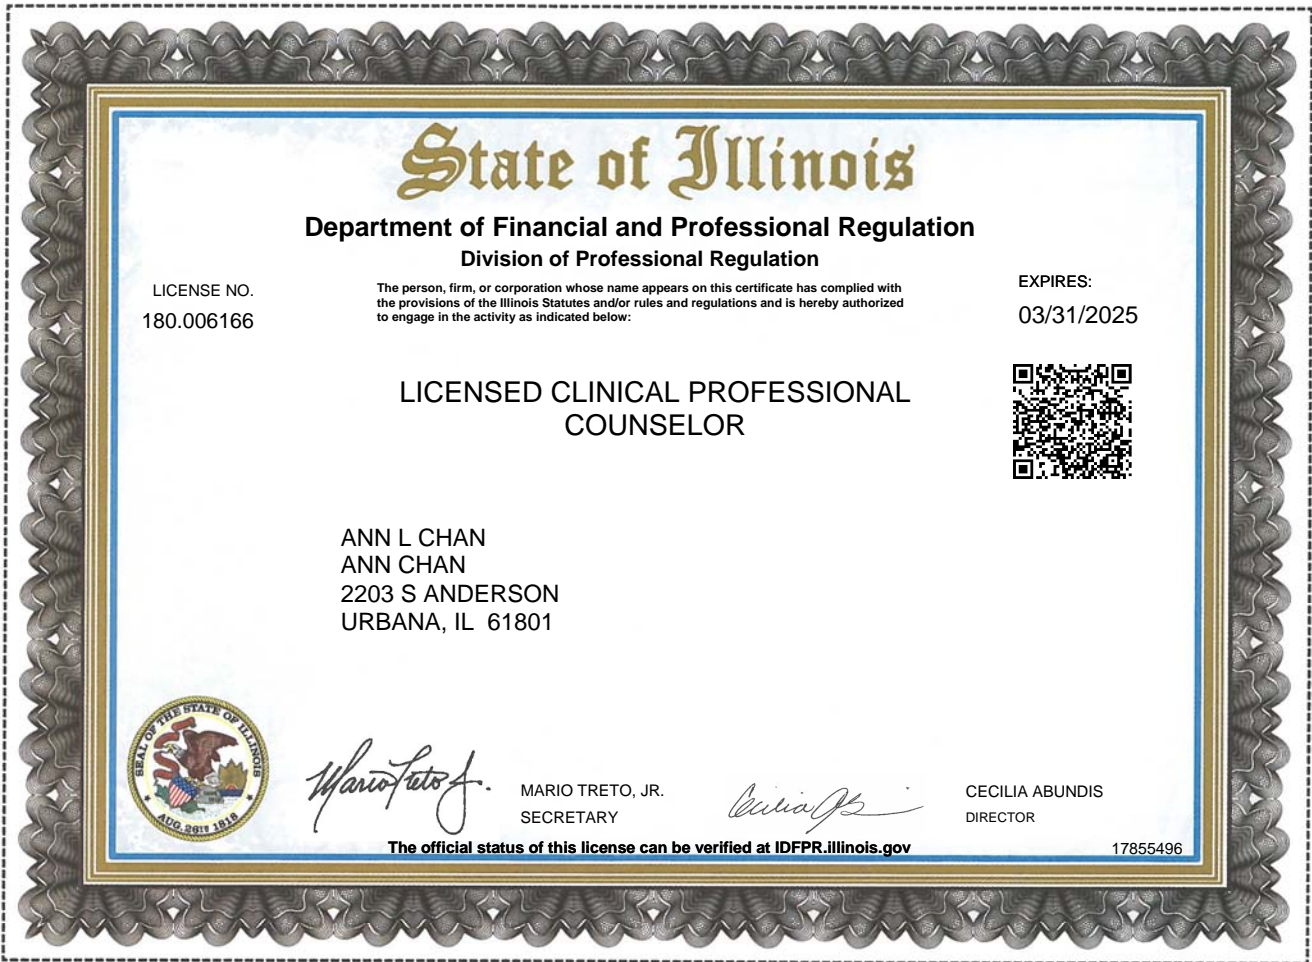 State of Illinois
Department of Financial and Professional Regulation
Division of Professional Regulation
LICENSE NO.
180.006166
The person, firm, or corporation whose name appears on this certificate has complied with
the provisions of the Illinois Statutes and/or rules and regulations and is hereby authorized
to engage in the activity as indicated below:
EXPIRES:
03/31/2025
LICENSED CLINICAL PROFESSIONAL
COUNSELOR
ANN L CHAN
ANN CHAN
2203 S ANDERSON
URBANA, IL 61801
SEAL OF THE STATE OF ILLINOIS
AUG. 26TH 1818
Mario Treto Jr.
MARIO TRETO, JR.
SECRETARY
Cecilia
CECILIA ABUNDIS
DIRECTOR
The official status of this license can be verified at IDFPR.illinois.gov
17855496